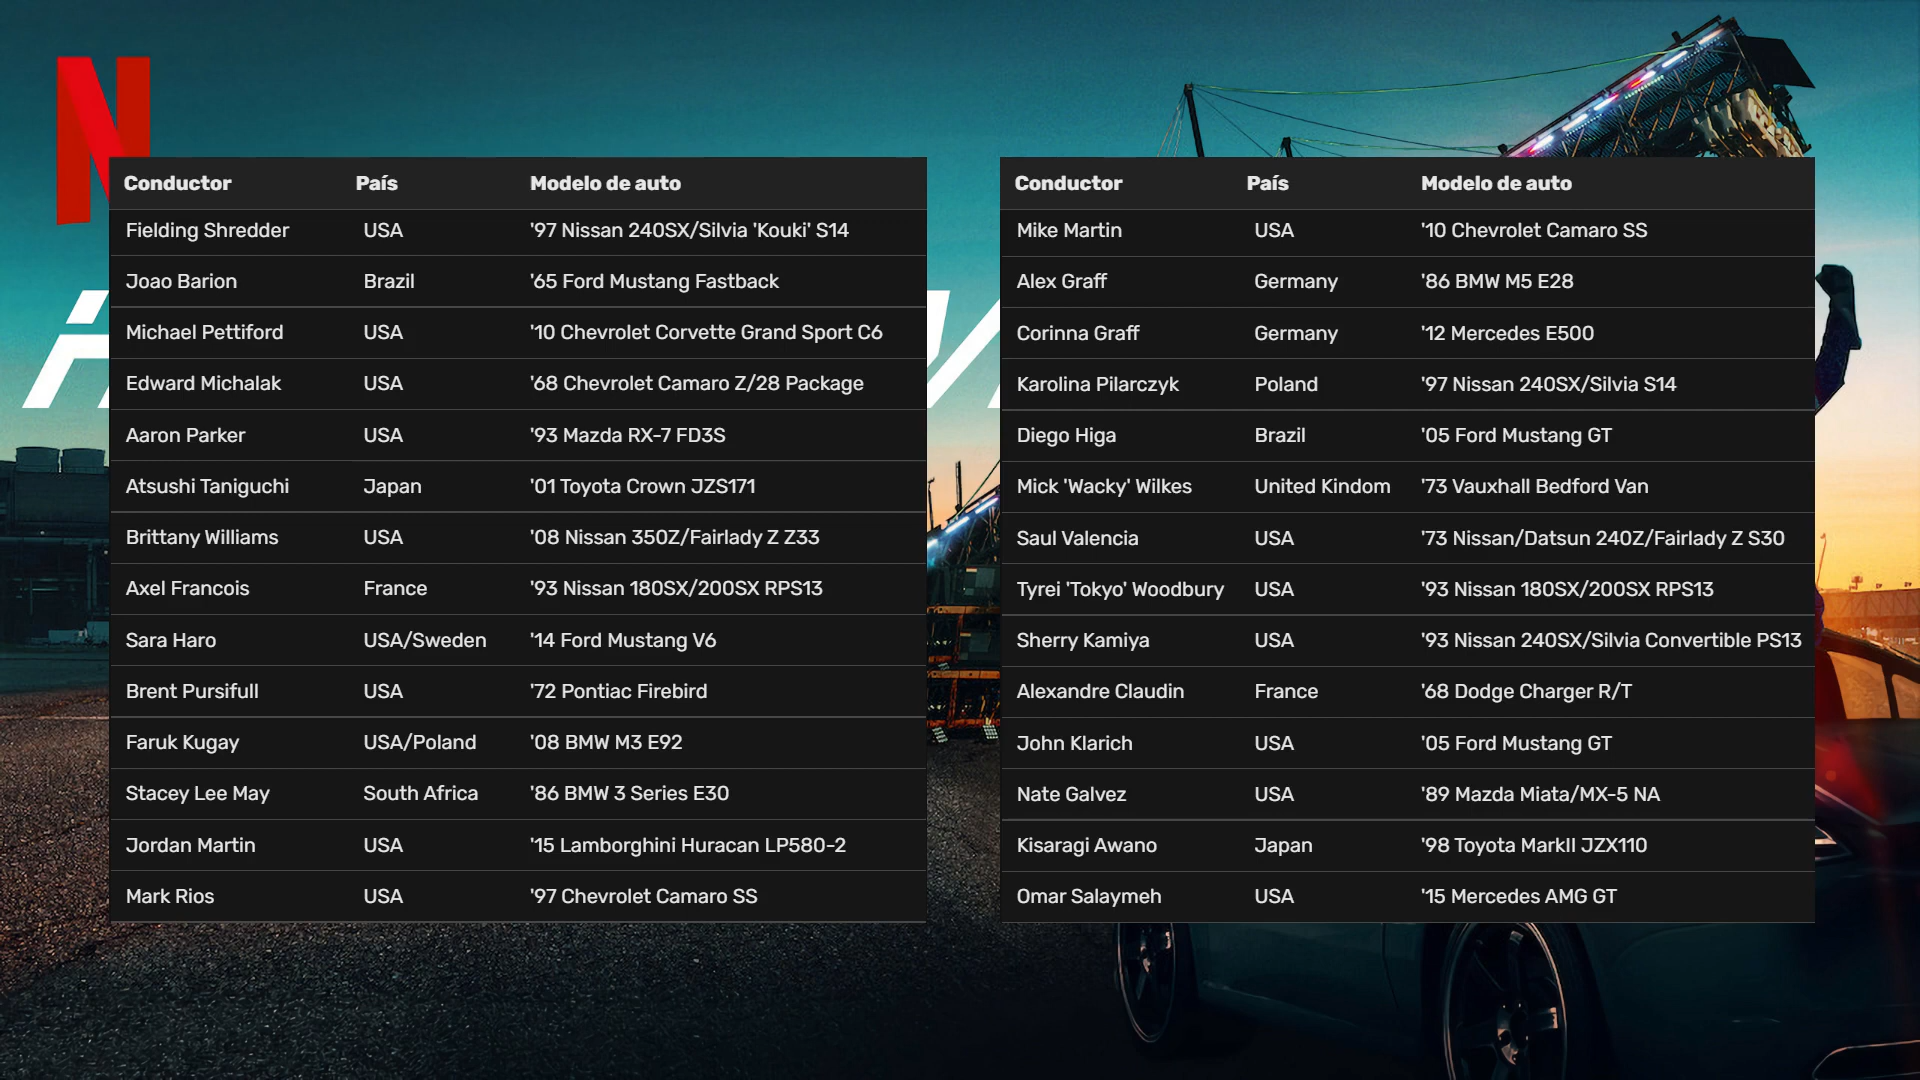 Conductor País Modelo de auto
Fielding Shredder USA '97 Nissan 240SX/Silvia 'Kouki' S14
Joao Barion Brazil '65 Ford Mustang Fastback
Michael Pettiford USA '10 Chevrolet Corvette Grand Sport C6
Edward Michalak USA '68 Chevrolet Camaro Z/28 Package
Aaron Parker USA '93 Mazda RX-7 FD3S
Atsushi Taniguchi Japan '01 Toyota Crown JZS171
Brittany Williams USA '08 Nissan 350Z/Fairlady Z Z33
Axel Francois France '93 Nissan 180SX/200SX RPS13
Sara Haro USA/Sweden '14 Ford Mustang V6
Brent Pursifull USA '72 Pontiac Firebird
Faruk Kugay USA/Poland '08 BMW M3 E92
Stacey Lee May South Africa '86 BMW 3 Series E30
Jordan Martin USA '15 Lamborghini Huracan LP580-2
Mark Rios USA '97 Chevrolet Camaro SS
Conductor País Modelo de auto
Mike Martin USA '10 Chevrolet Camaro SS
Alex Graff Germany '86 BMW M5 E28
Corinna Graff Germany '12 Mercedes E500
Karolina Pilarczyk Poland '97 Nissan 240SX/Silvia S14
Diego Higa Brazil '05 Ford Mustang GT
Mick 'Wacky' Wilkes United Kindom '73 Vauxhall Bedford Van
Saul Valencia USA '73 Nissan/Datsun 240Z/Fairlady Z S30
Tyrei 'Tokyo' Woodbury USA '93 Nissan 180SX/200SX RPS13
Sherry Kamiya USA '93 Nissan 240SX/Silvia Convertible PS13
Alexandre Claudin France '68 Dodge Charger R/T
John Klarich USA '05 Ford Mustang GT
Nate Galvez USA '89 Mazda Miata/MX-5 NA
Kisaragi Awano Japan '98 Toyota MarkII JZX110
Omar Salaymeh USA '15 Mercedes AMG GT